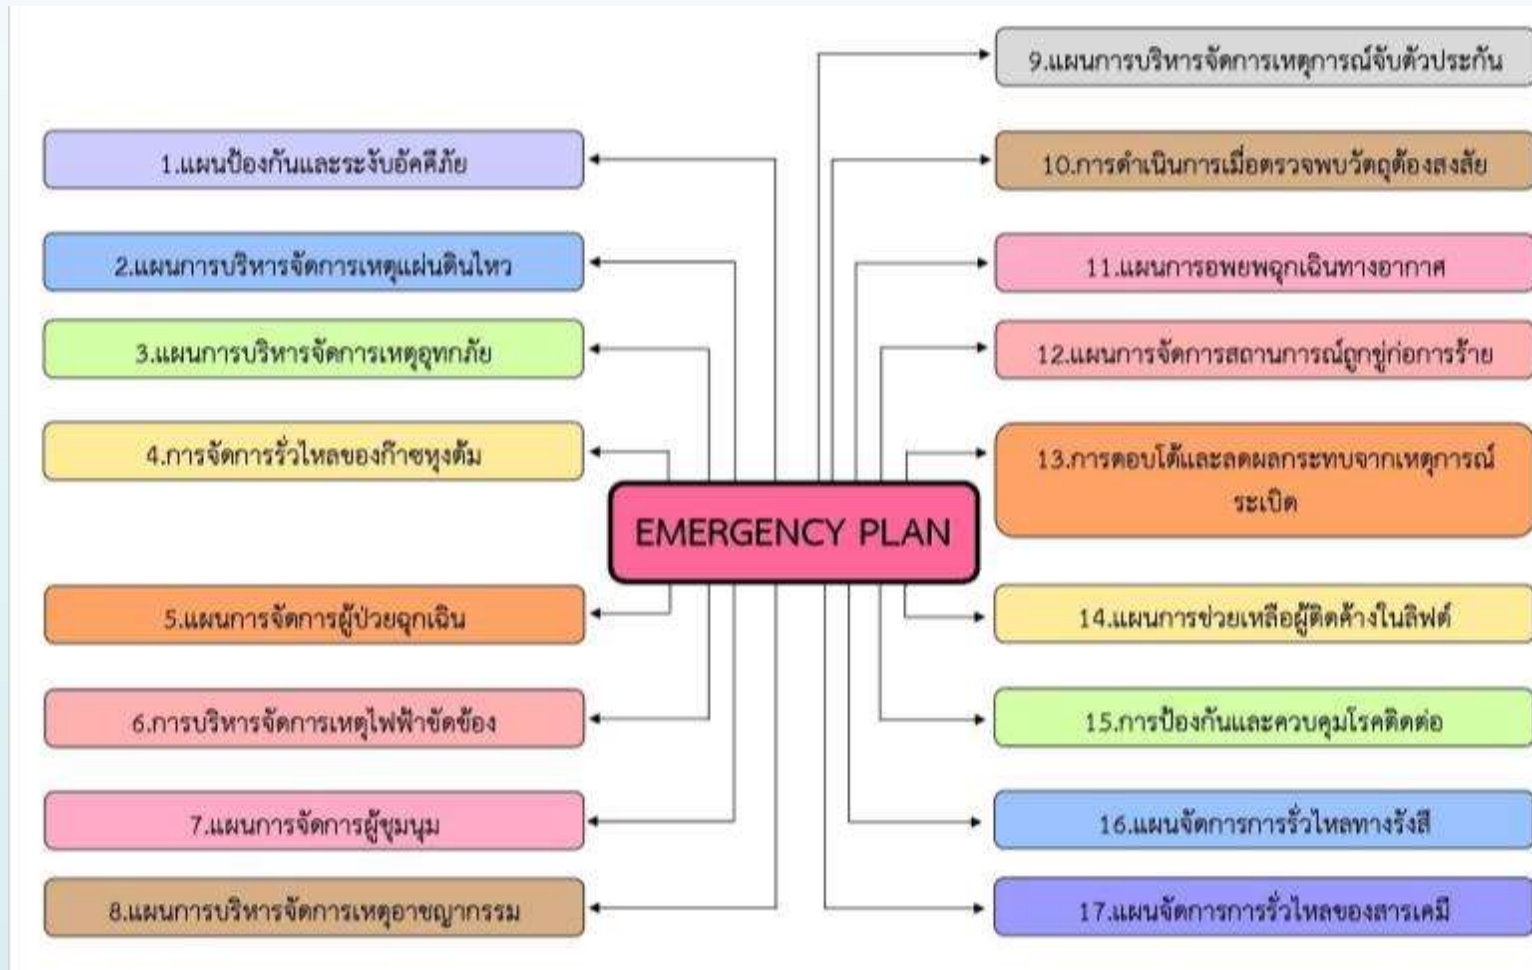 1.แผนป้องกันและระงับอัคคีภัย
2.แผนการบริหารจัดการเหตุแผ่นดินไหว
3.แผนการบริหารจัดการเหตุอุทกภัย
4.การจัดการรั่วไหลของก๊าซหุงต้ม
5.แผนการจัดการผู้ป่วยฉุกเฉิน
6.การบริหารจัดการเหตุไฟฟ้าขัดข้อง
7.แผนการจัดการผู้ชุมนุม
8.แผนการบริหารจัดการเหตุอาชญากรรม
EMERGENCY PLAN
9.แผนการบริหารจัดการเหตุการณ์จับตัวประกัน
10.การดำเนินการเมื่อตรวจพบวัตถุต้องสงสัย
11.แผนการอพยพฉุกเฉินทางอากาศ
12.แผนการจัดการสถานการณ์ถูกขู่ก่อการร้าย
13.การตอบโต้และลดผลกระทบจากเหตุการณ์
ระเบิด
14.แผนการช่วยเหลือผู้ติดค้างในลิฟต์
15.การป้องกันและควบคุมโรคติดต่อ
16.แผนจัดการการรั่วไหลทางรังสี
17.แผนจัดการการรั่วไหลของสารเคมี